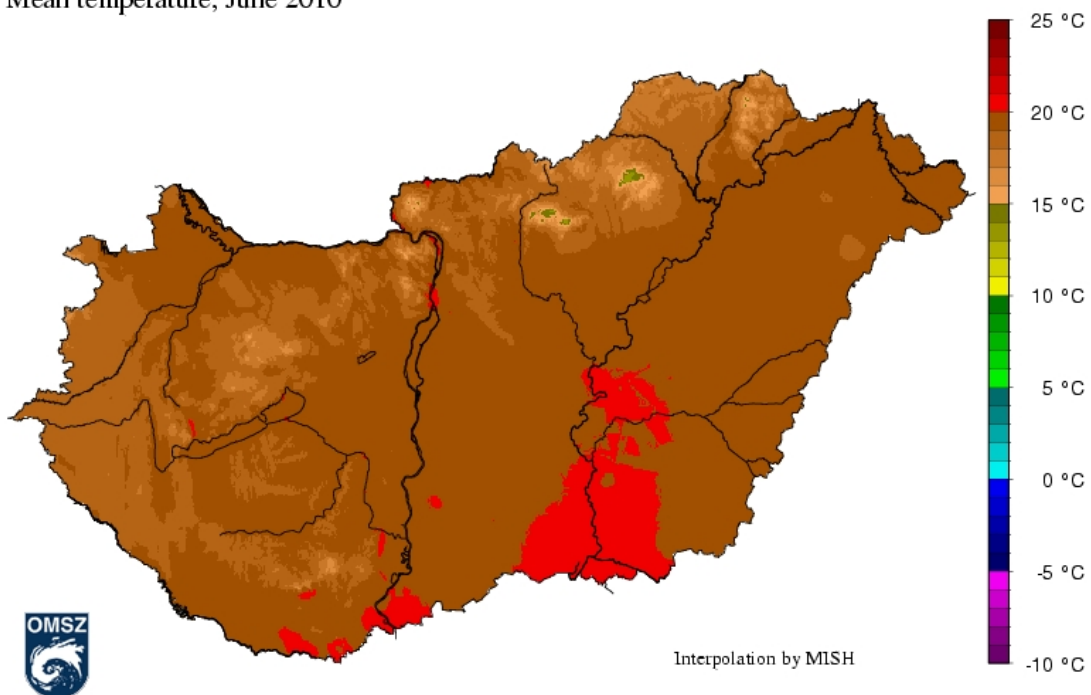 Mean temperature, June 2010
25 °C
20 °C
15 °C
10 °C
5 °C
0 °C
-5 °C
-10 °C
OMSZ
Interpolation by MISH